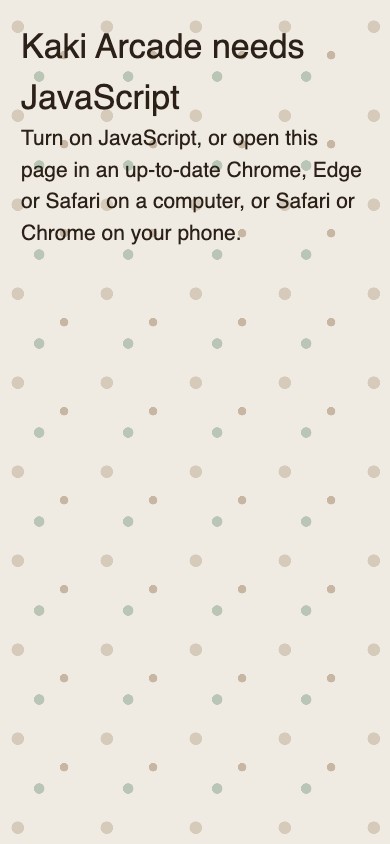 Kaki Arcade needs
JavaScript
Turn on JavaScript, or open this
page in an up-to-date Chrome, Edge
or Safari on a computer, or Safari or
Chrome on your phone.